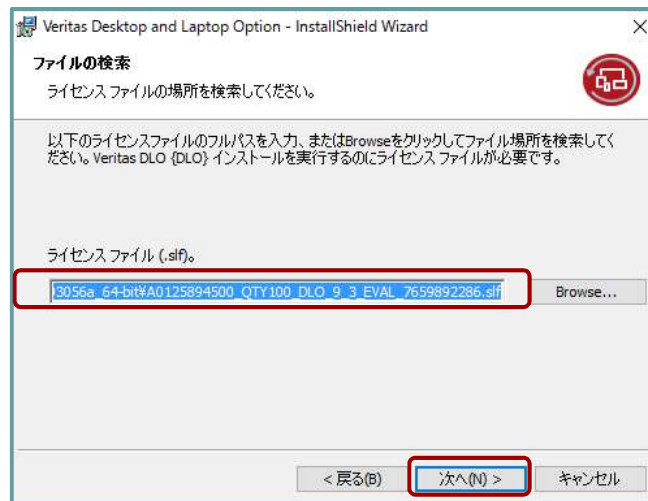 Veritas Desktop and Laptop Option - InstallShield Wizard
ファイルの検索
ライセンス ファイルの場所を検索してください。
以下のライセンスファイルのフルパスを入力、またはBrowseをクリックしてファイル場所を検索してく
ださい。Veritas DLO {DLO} インストールを実行するのにライセンス ファイルが必要です。
ライセンス ファイル (.slf)。
3056a_64-bit¥A0125894500_QTY100_DLO_9_3_EVAL_7659892286.slf
Browse...
< 戻る(B)
次へ(N) >
キャンセル